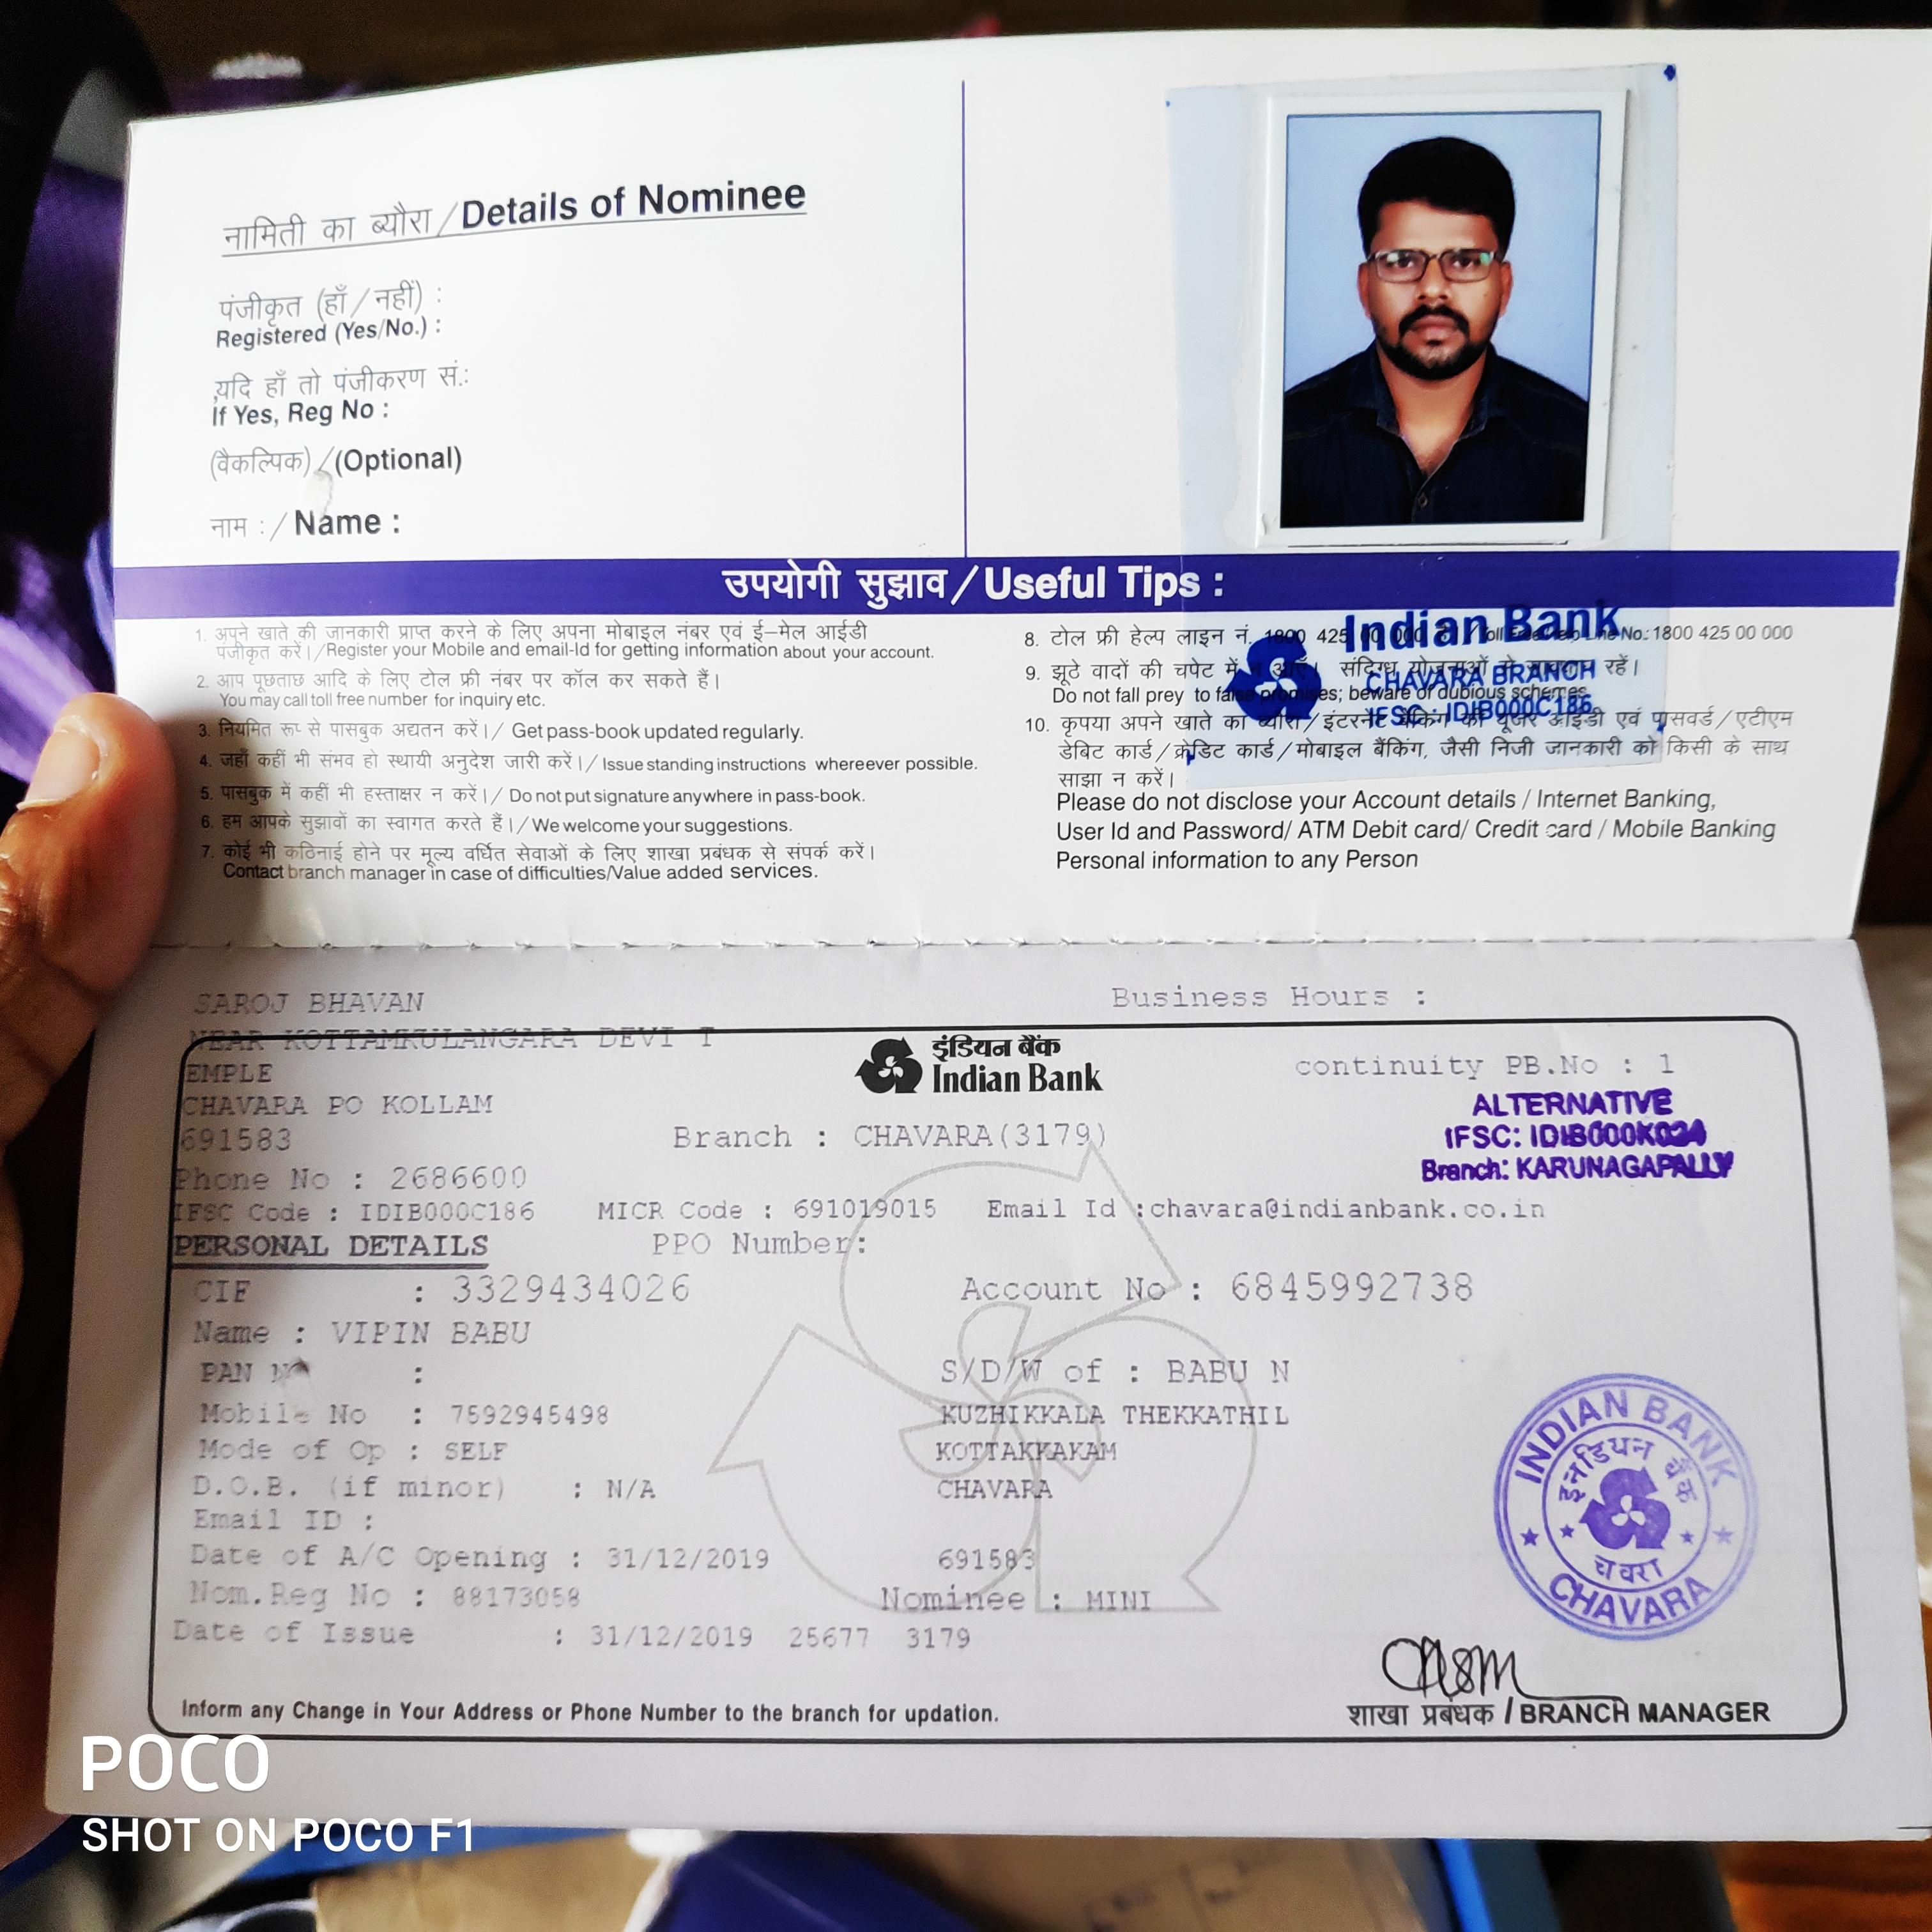 नामिती का ब्यौरा / Details of Nominee
पंजीकृत (हाँ / नहीं) :
Registered (Yes/No.) :
यदि हाँ तो पंजीकरण सं.:
If Yes, Reg No :
(वैकल्पिक) / (Optional)
नाम : / Name :
उपयोगी सुझाव / Useful Tips :
1. अपने खाते की जानकारी प्राप्त करने के लिए अपना मोबाइल नंबर एवं ई–मेल आईडी
पंजीकृत करें। / Register your Mobile and email-Id for getting information about your account.
2. आप पूछताछ आदि के लिए टोल फ्री नंबर पर कॉल कर सकते हैं।
You may call toll free number for inquiry etc.
3. नियमित रूप से पासबुक अद्यतन करें। / Get pass-book updated regularly.
4. जहाँ कहीं भी संभव हो स्थायी अनुदेश जारी करें। / Issue standing instructions whereever possible.
5. पासबुक में कहीं भी हस्ताक्षर न करें। / Do not put signature anywhere in pass-book.
6. हम आपके सुझावों का स्वागत करते हैं। / We welcome your suggestions.
7. कोई भी कठिनाई होने पर मूल्य वर्धित सेवाओं के लिए शाखा प्रबंधक से संपर्क करें।
Contact branch manager in case of difficulties/Value added services.
8. टोल फ्री हेल्प लाइन नं. 1800 425 00 000 है। / Toll Free Help Line No.: 1800 425 00 000
9. झूठे वादों की चपेट में न आएँ। संदिग्ध योजनाओं से सावधान रहें।
Do not fall prey to false promises; beware of dubious schemes
10. कृपया अपने खाते का ब्यौरा / इंटरनेट बैंकिंग की यूजर आईडी एवं पासवर्ड / एटीएम
डेबिट कार्ड / क्रेडिट कार्ड / मोबाइल बैंकिंग, जैसी निजी जानकारी को किसी के साथ
साझा न करें।
Please do not disclose your Account details / Internet Banking,
User Id and Password/ ATM Debit card/ Credit card / Mobile Banking
Personal information to any Person
Indian Bank
CHAVARA BRANCH
IFSC : IDIB000C186
SAROJ BHAVAN
Business Hours :
NEAR KOTTAMKULANGARA DEVI T
EMPLE
CHAVARA PO KOLLAM
691583
इंडियन बैंक
Indian Bank
continuity PB.No : 1
ALTERNATIVE
IFSC: IDIB000K024
Branch: KARUNAGAPALLY
Branch : CHAVARA(3179)
Phone No : 2686600
IFSC Code : IDIB000C186 MICR Code : 691019015 Email Id :chavara@indianbank.co.in
PERSONAL DETAILS PPO Number:
CIF : 3329434026 Account No : 6845992738
Name : VIPIN BABU
PAN No : S/D/W of : BABU N
Mobile No : 7592945498 KUZHIKKALA THEKKATHIL
Mode of Op : SELF KOTTAKKAKAM
D.O.B. (if minor) : N/A CHAVARA
Email ID :
Date of A/C Opening : 31/12/2019 691583
Nom.Reg No : 88173058 Nominee : MINI
Date of Issue : 31/12/2019 25677 3179
INDIAN BANK
इनडियन बैंक
चवरा
CHAVARA
Inform any Change in Your Address or Phone Number to the branch for updation.
शाखा प्रबंधक / BRANCH MANAGER
POCO
SHOT ON POCO F1